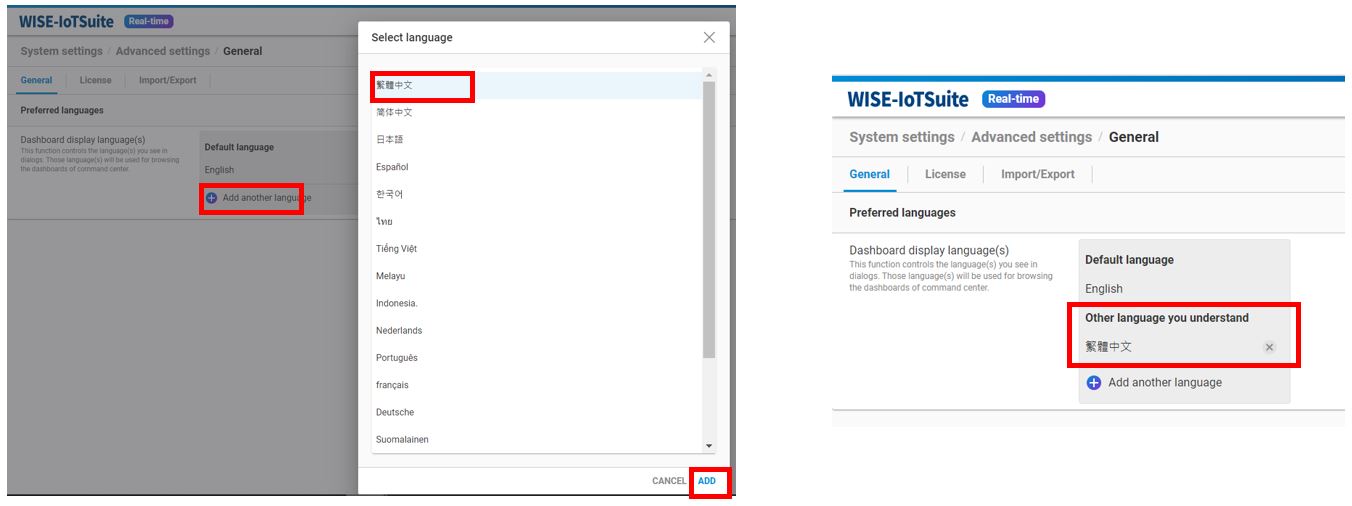 WISE-IoTSuite Real-time
System settings / Advanced settings / General
General License Import/Export
Preferred languages
Dashboard display language(s)
This function controls the language(s) you see in
dialogs. Those language(s) will be used for browsing
the dashboards of command center.
Default language
English
Add another language
Select language
繁體中文
简体中文
日本語
Español
한국어
ไทย
Tiếng Việt
Melayu
Indonesia.
Nederlands
Português
français
Deutsche
Suomalainen
CANCEL ADD
WISE-IoTSuite Real-time
System settings / Advanced settings / General
General License Import/Export
Preferred languages
Dashboard display language(s)
This function controls the language(s) you see in
dialogs. Those language(s) will be used for browsing
the dashboards of command center.
Default language
English
Other language you understand
繁體中文
Add another language